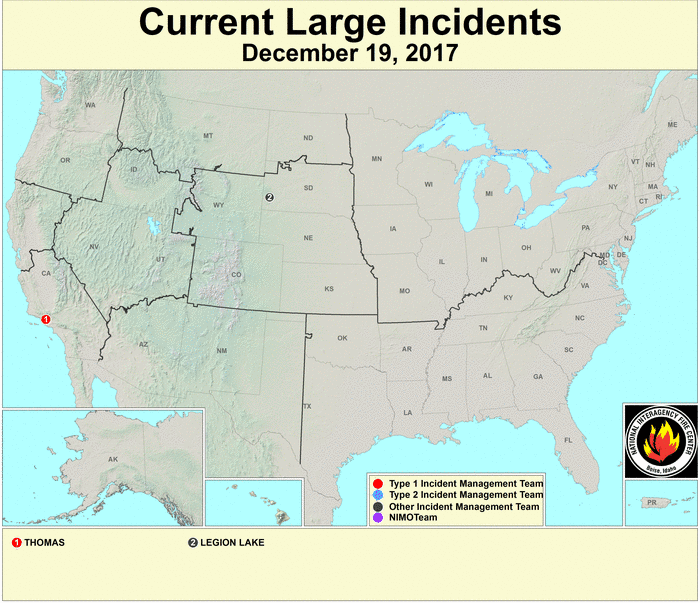 Current Large Incidents
December 19, 2017
WA
MT
ND
MN
ME
OR
ID
SD
WI
MI
VT
NH
NY
MA
CT
RI
WY
NE
IA
PA
NJ
NV
UT
CO
IL
IN
OH
MD
DE
DC
WV
VA
CA
KS
MO
KY
1
2
AZ
NM
OK
AR
TN
NC
SC
TX
LA
MS
AL
GA
FL
AK
HI
PR
NATIONAL INTERAGENCY FIRE CENTER
Boise, Idaho
Type 1 Incident Management Team
Type 2 Incident Management Team
Other Incident Management Team
NIMOTeam
1 THOMAS
2 LEGION LAKE